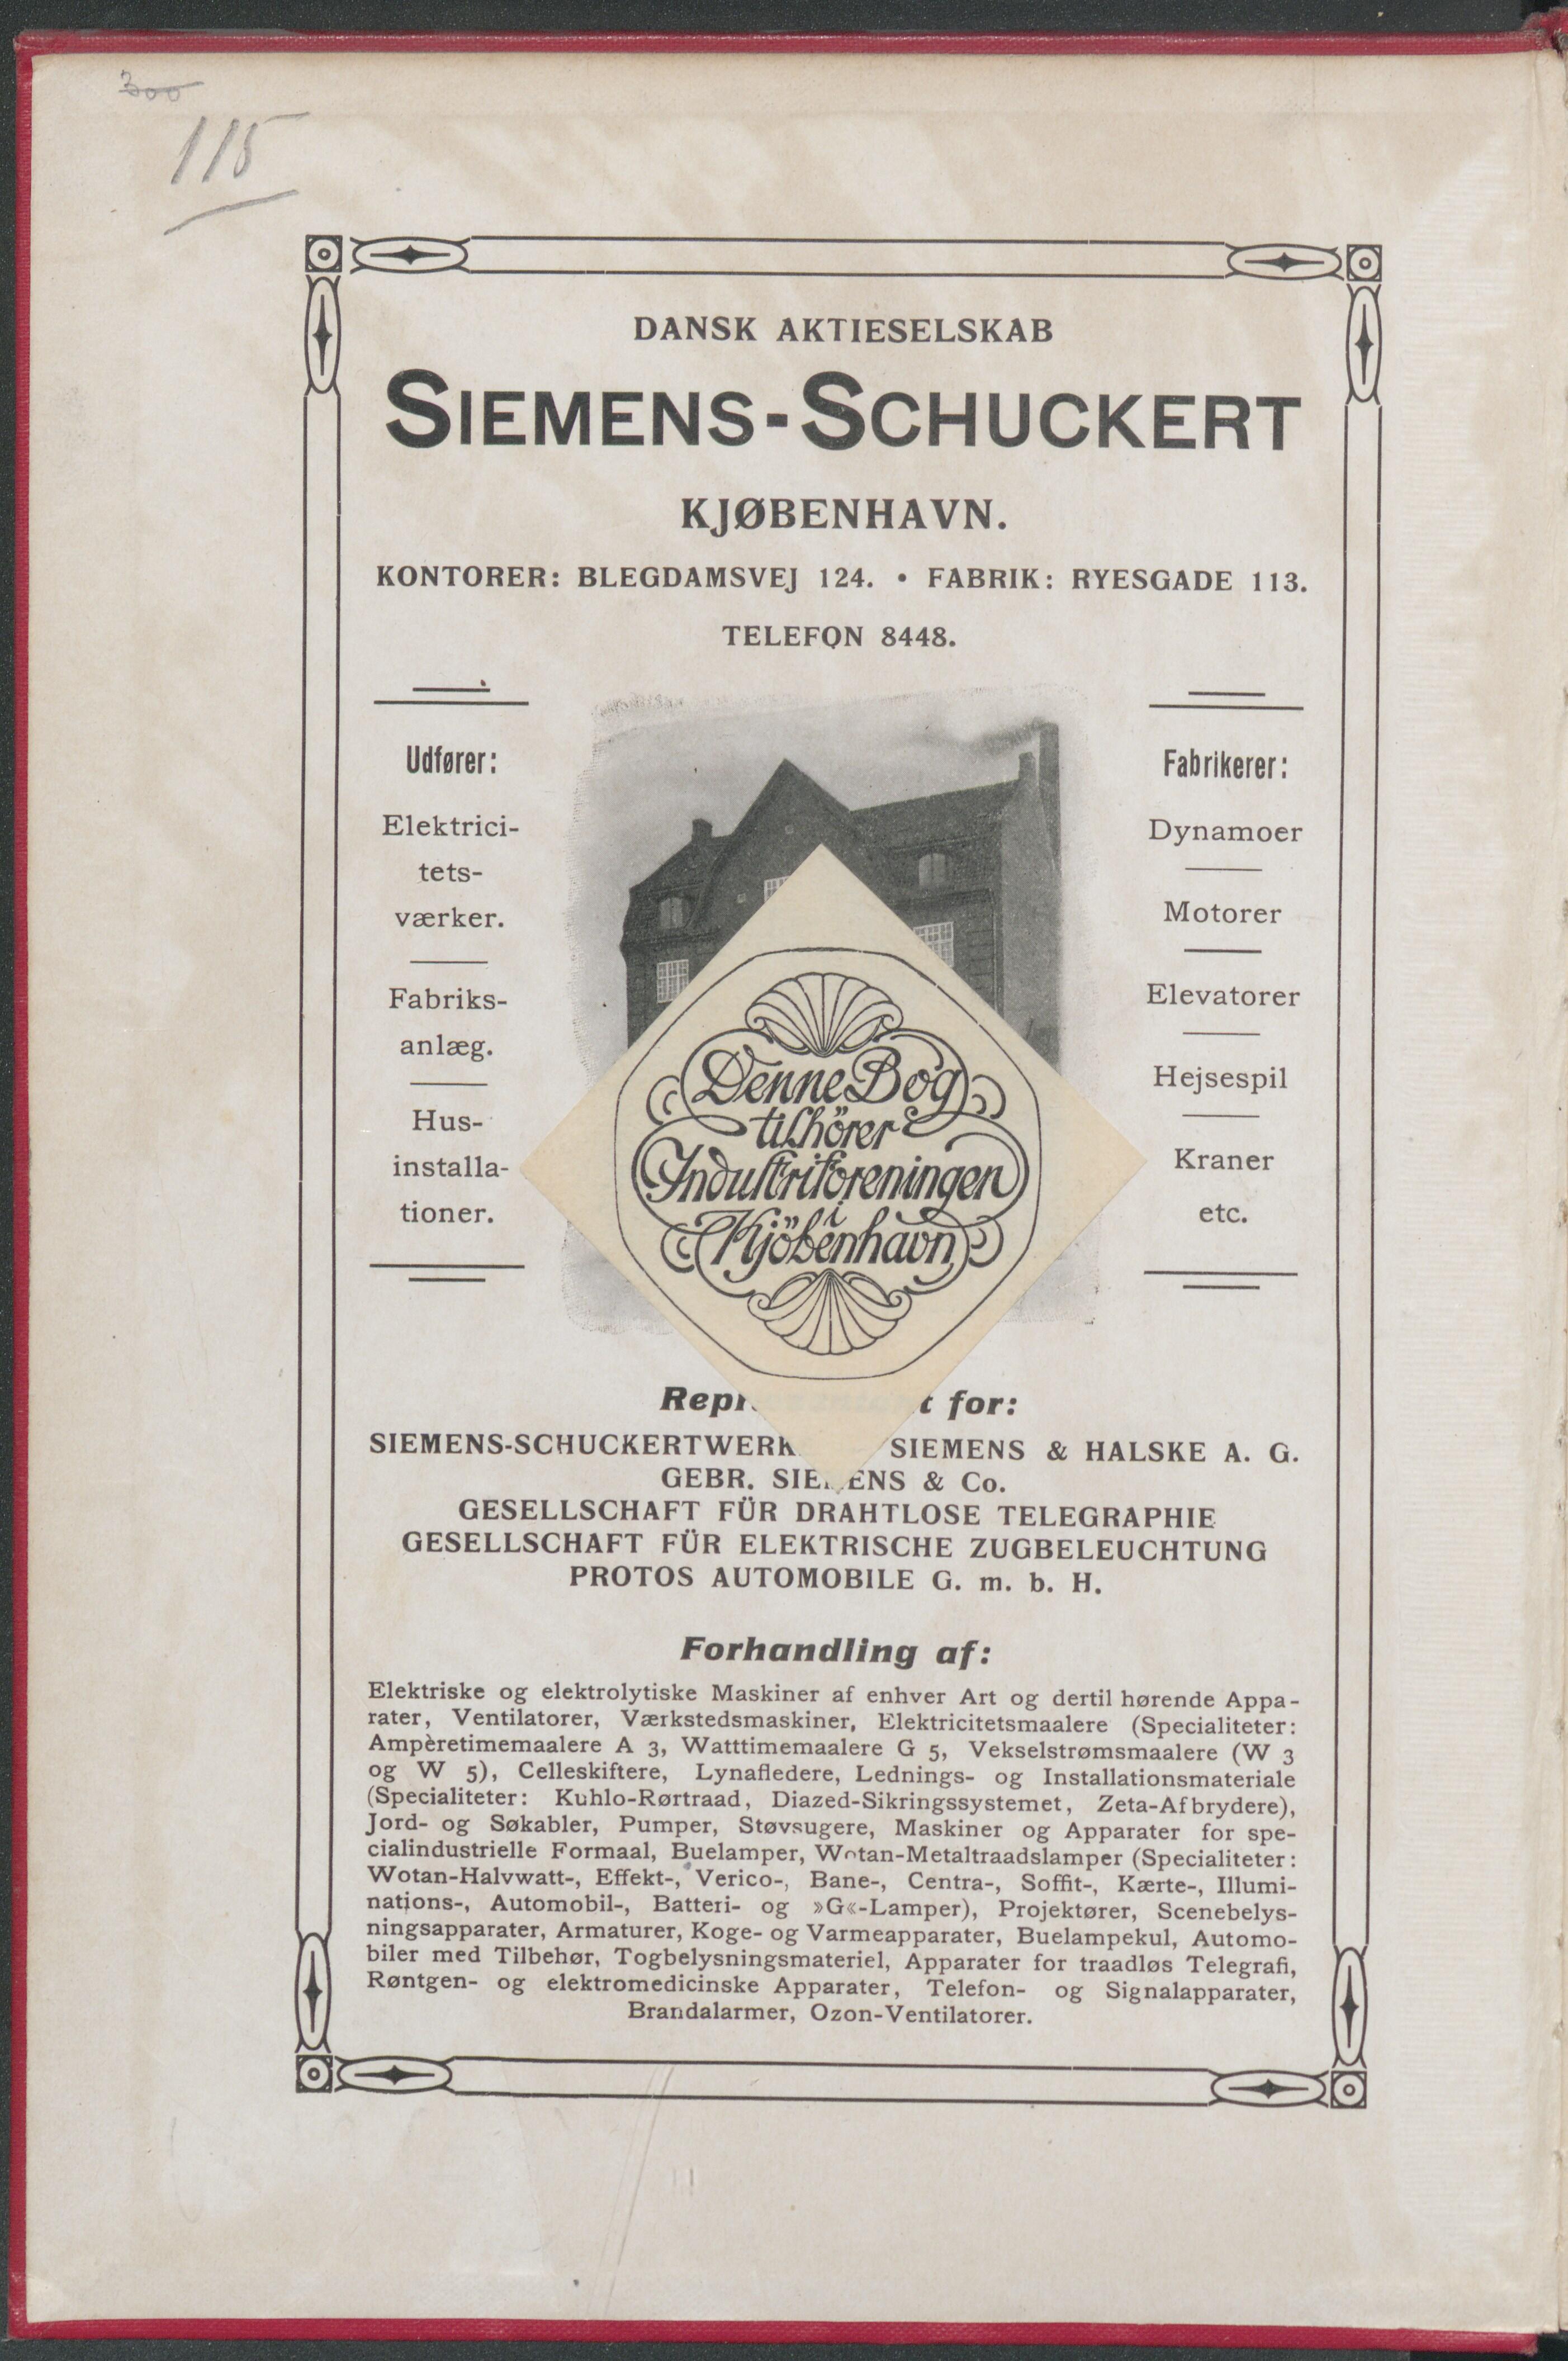 300
115
DANSK AKTIESELSKAB
SIEMENS-SCHUCKERT
KJØBENHAVN.
KONTORER: BLEGDAMSVEJ 124. • FABRIK: RYESGADE 113.
TELEFON 8448.
Udfører:
Elektrici-
tets-
værker.
Fabriks-
anlæg.
Hus-
installa-
tioner.
Fabrikerer:
Dynamoer
Motorer
Elevatorer
Hejsespil
Kraner
etc.
Denne Bog
tilhörer
Industriforeningen
i
Kjöbenhavn
for:
SIEMENS & HALSKE A. G.
GEBR. & Co.
GESELLSCHAFT FÜR DRAHTLOSE TELEGRAPHIE
GESELLSCHAFT FÜR ELEKTRISCHE ZUGBELEUCHTUNG
PROTOS AUTOMOBILE G. m. b. H.
Forhandling af:
Elektriske og elektrolytiske Maskiner af enhver Art og dertil hørende Appa-
rater, Ventilatorer, Værkstedsmaskiner, Elektricitetsmaalere (Specialiteter:
Ampèretimemaalere A 3, Watttimemaalere G 5, Vekselstrømsmaalere (W 3
og W 5), Celleskiftere, Lynafledere, Lednings- og Installationsmateriale
(Specialiteter: Kuhlo-Rørtraad, Diazed-Sikringssystemet, Zeta-Afbrydere),
Jord- og Søkabler, Pumper, Støvsugere, Maskiner og Apparater for spe-
cialindustrielle Formaal, Buelamper, Wotan-Metaltraadslamper (Specialiteter:
Wotan-Halvwatt-, Effekt-, Verico-, Bane-, Centra-, Soffit-, Kærte-, Illumi-
nations-, Automobil-, Batteri- og »G«-Lamper), Projektører, Scenebelys-
ningsapparater, Armaturer, Koge- og Varmeapparater, Buelampekul, Automo-
biler med Tilbehør, Togbelysningsmateriel, Apparater for traadløs Telegrafi,
Røntgen- og elektromedicinske Apparater, Telefon- og Signalapparater,
Brandalarmer, Ozon-Ventilatorer.